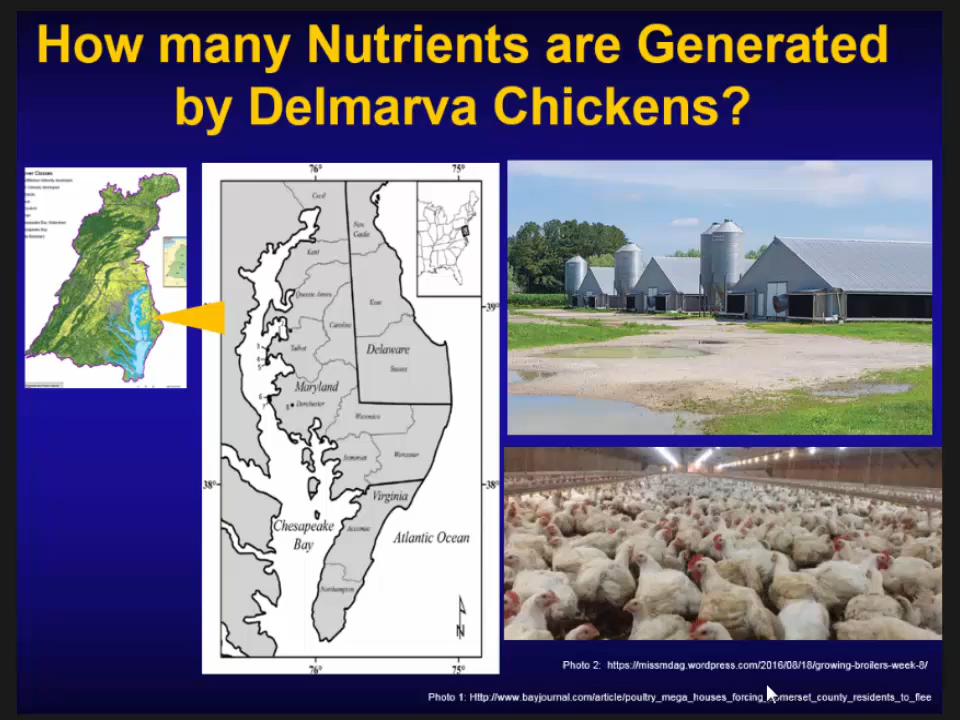 How many Nutrients are Generated
by Delmarva Chickens?
76° 75°
Cecil
New
Castle
Kent
Queen Annes
Kent
39° 39°
Caroline
Talbot
Delaware
Sussex
Maryland
Dorchester
Wicomico
Somerset
Worcester
38° 38°
Virginia
Chesapeake
Bay
Accomac
Atlantic Ocean
Northampton
N
76° 75°
Photo 2: https://missmdag.wordpress.com/2016/08/18/growing-broilers-week-8/
Photo 1: Http://www.bayjournal.com/article/poultry_mega_houses_forcing_somerset_county_residents_to_flee